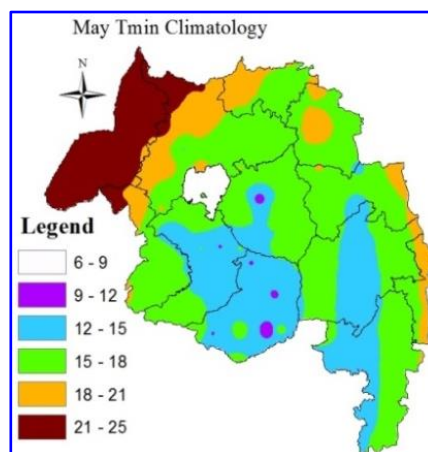 May Tmin Climatology
N
Legend
6 - 9
9 - 12
12 - 15
15 - 18
18 - 21
21 - 25